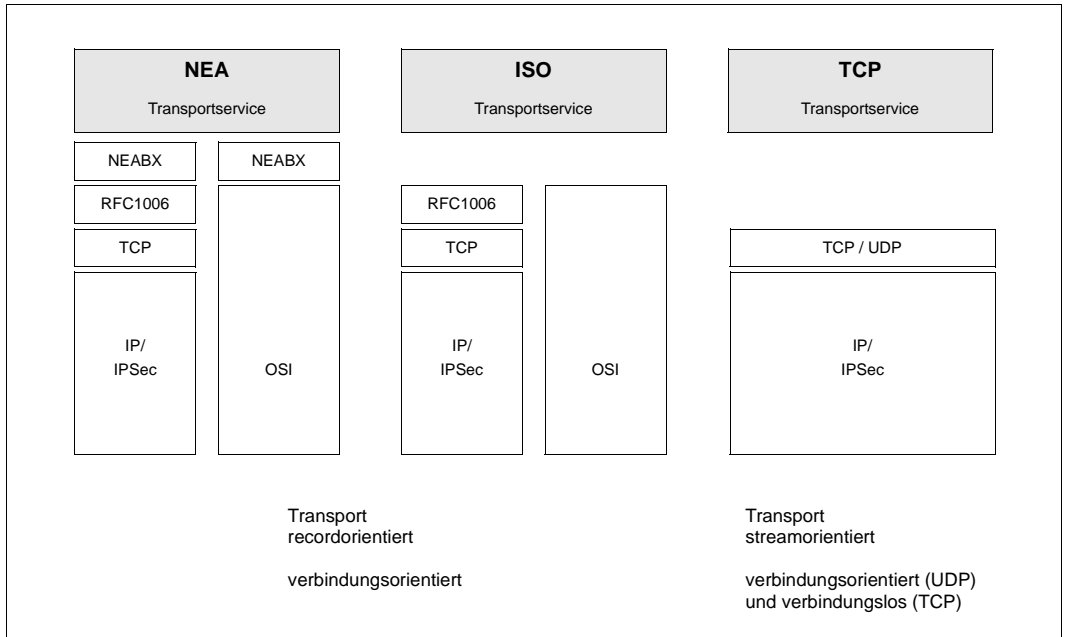 NEA
Transportservice
ISO
Transportservice
TCP
Transportservice
NEABX
NEABX
RFC1006
RFC1006
TCP
TCP
TCP / UDP
IP/
IPSec
OSI
IP/
IPSec
OSI
IP/
IPSec
Transport
recordorientiert
verbindungsorientiert
Transport
streamorientiert
verbindungsorientiert (UDP)
und verbindungslos (TCP)